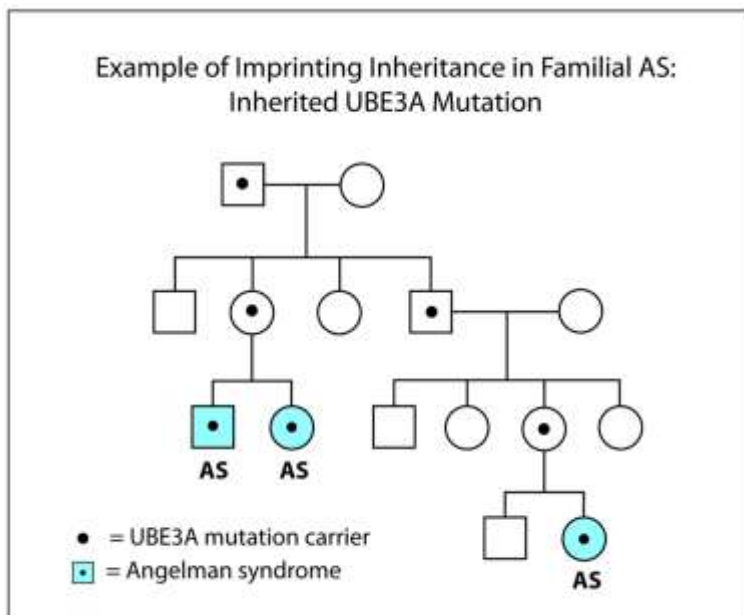 Example of Imprinting Inheritance in Familial AS:
Inherited UBE3A Mutation
AS
AS
AS
= UBE3A mutation carrier
= Angelman syndrome